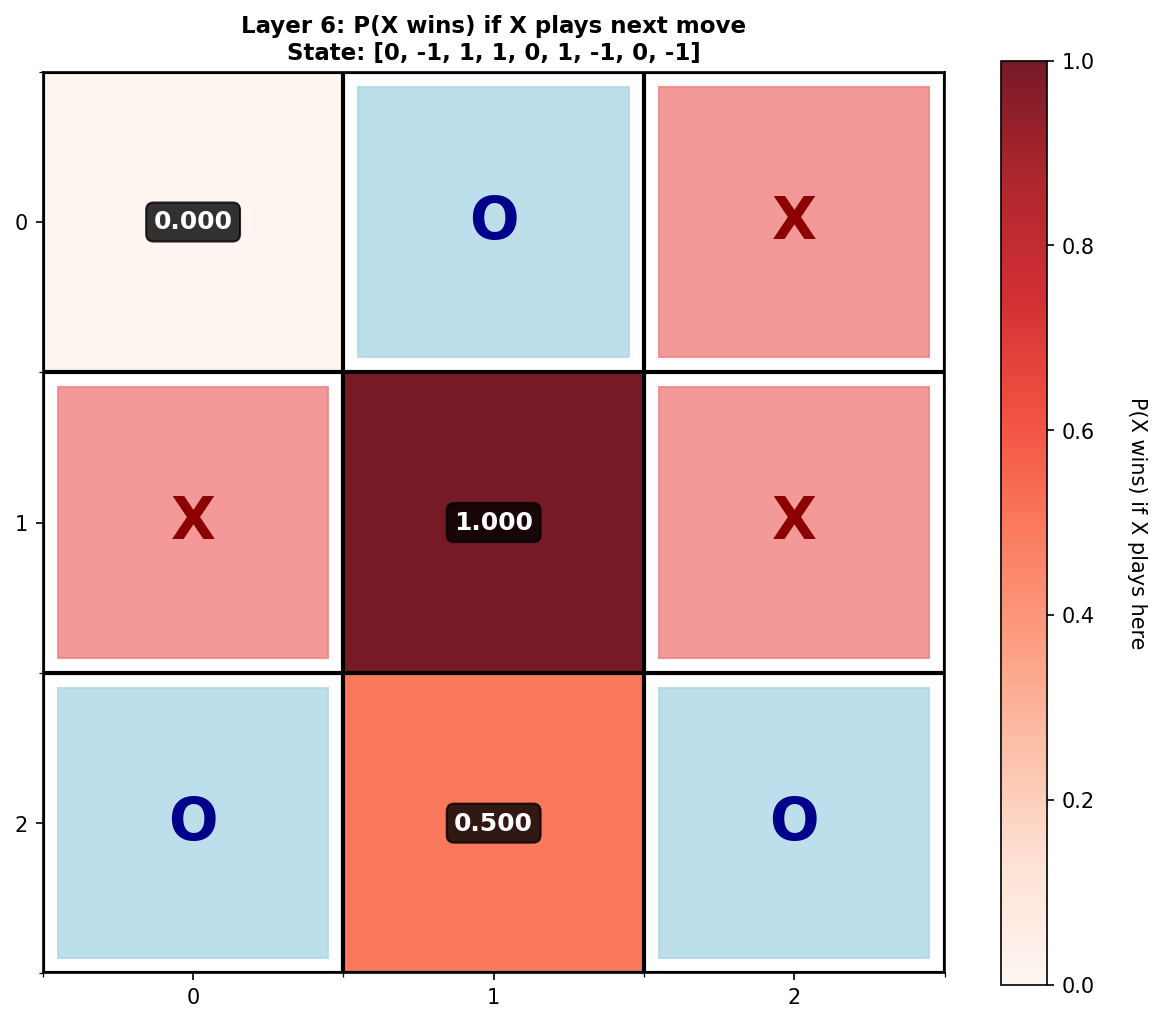 Layer 6: P(X wins) if X plays next move
State: [0, -1, 1, 1, 0, 1, -1, 0, -1]
0
0.000
O
X
1
X
1.000
X
2
O
0.500
O
0
1
2
1.0
0.8
0.6
0.4
0.2
0.0
P(X wins) if X plays here